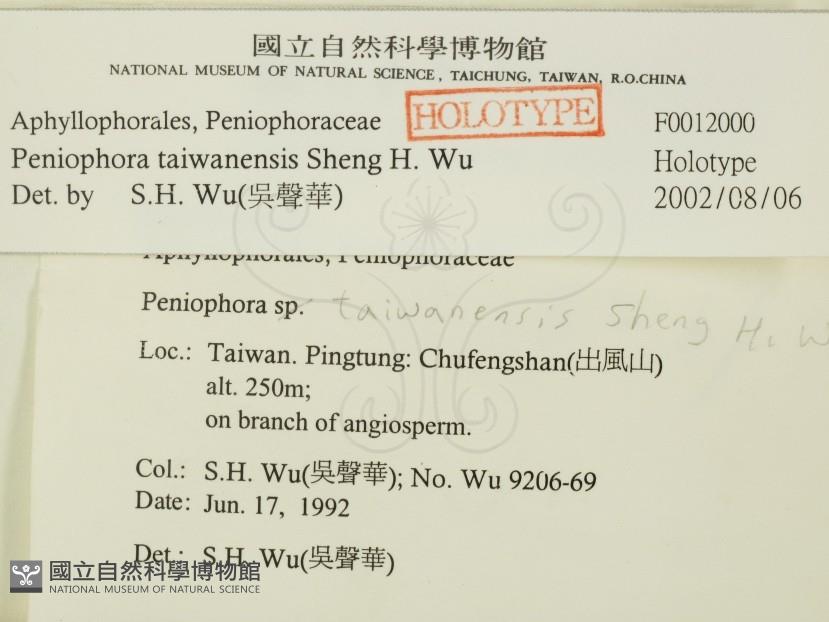 國立自然科學博物館
NATIONAL MUSEUM OF NATURAL SCIENCE, TAICHUNG, TAIWAN, R.O.CHINA
Aphyllophorales, Peniophoraceae HOLOTYPE F0012000
Peniophora taiwanensis Sheng H. Wu Holotype
Det. by S.H. Wu(吳聲華) 2002/08/06
Aphyllophorales, Peniophoraceae
Peniophora sp. taiwanensis Sheng H. W
Loc.: Taiwan. Pingtung: Chufengshan(出風山)
alt. 250m;
on branch of angiosperm.
Col.: S.H. Wu(吳聲華); No. Wu 9206-69
Date: Jun. 17, 1992
Det.: S.H. Wu(吳聲華)
國立自然科學博物館
NATIONAL MUSEUM OF NATURAL SCIENCE